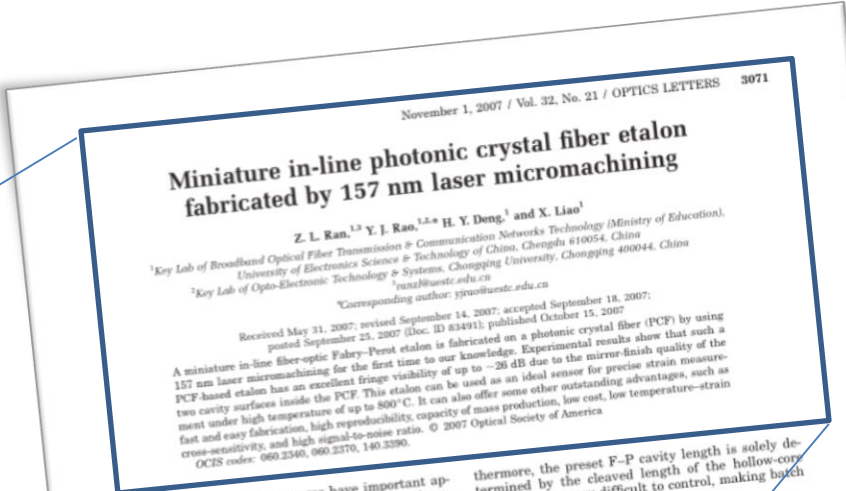 November 1, 2007 / Vol. 32, No. 21 / OPTICS LETTERS 3071
Miniature in-line photonic crystal fiber etalon
fabricated by 157 nm laser micromachining
Z. L. Ran,1,3 Y. J. Rao,1,2,* H. Y. Deng,1 and X. Liao1
1Key Lab of Broadband Optical Fiber Transmission & Communication Networks Technology (Ministry of Education),
University of Electronics Science & Technology of China, Chengdu 610054, China
2Key Lab of Opto-Electronic Technology & Systems, Chongqing University, Chongqing 400044, China
3ranzl@uestc.edu.cn
*Corresponding author: yjrao@uestc.edu.cn
Received May 31, 2007; revised September 14, 2007; accepted September 18, 2007;
posted September 25, 2007 (Doc. ID 83491); published October 15, 2007
A miniature in-line fiber-optic Fabry–Perot etalon is fabricated on a photonic crystal fiber (PCF) by using
157 nm laser micromachining for the first time to our knowledge. Experimental results show that such a
PCF-based etalon has an excellent fringe visibility of up to ~26 dB due to the mirror-finish quality of the
two cavity surfaces inside the PCF. This etalon can be used as an ideal sensor for precise strain measure-
ment under high temperature of up to 800°C. It can also offer some other outstanding advantages, such as
fast and easy fabrication, high reproducibility, capacity of mass production, low cost, low temperature–strain
cross-sensitivity, and high signal-to-noise ratio. © 2007 Optical Society of America
OCIS codes: 060.2340, 060.2370, 140.3390.
have important ap-
thermore, the preset F–P cavity length is solely de-
termined by the cleaved length of the hollow-core
difficult to control, making batch